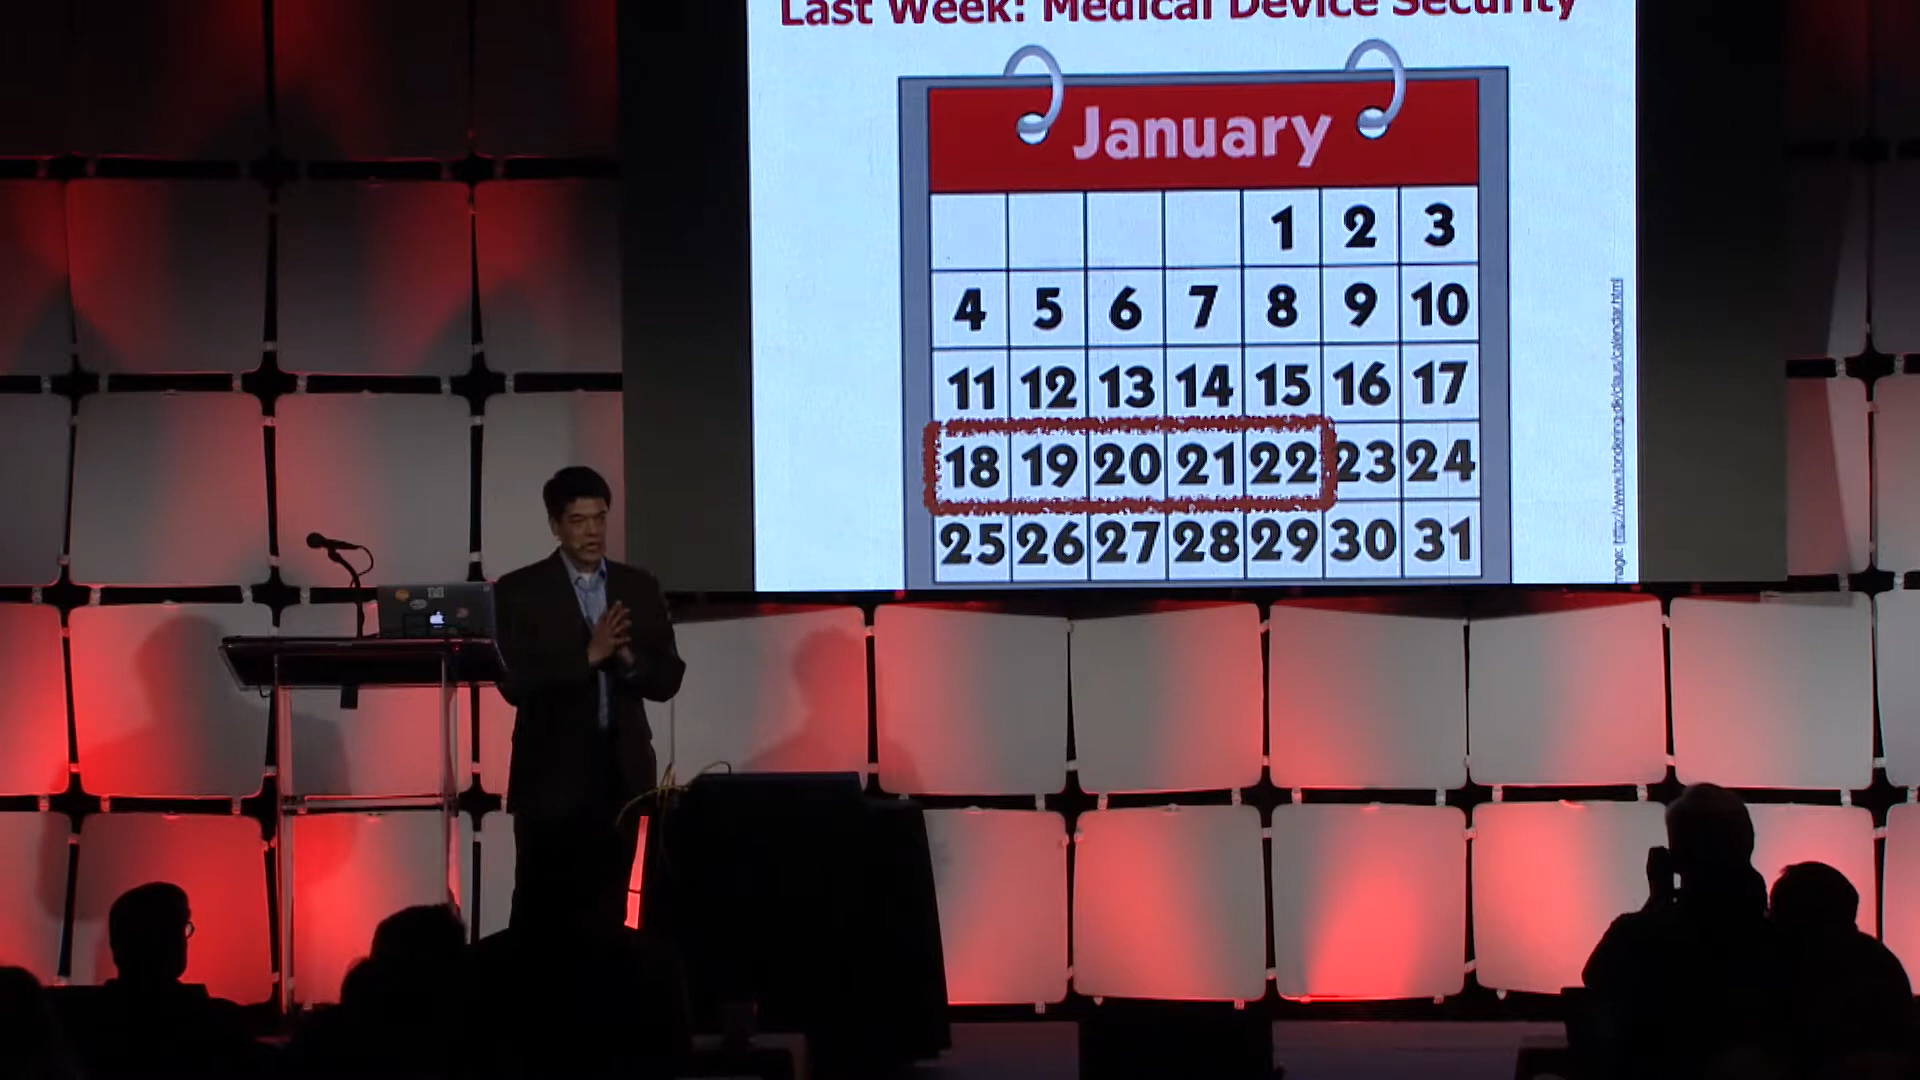 Last Week: Medical Device Security
January
1 2 3
4 5 6 7 8 9 10
11 12 13 14 15 16 17
18 19 20 21 22 23 24
25 26 27 28 29 30 31